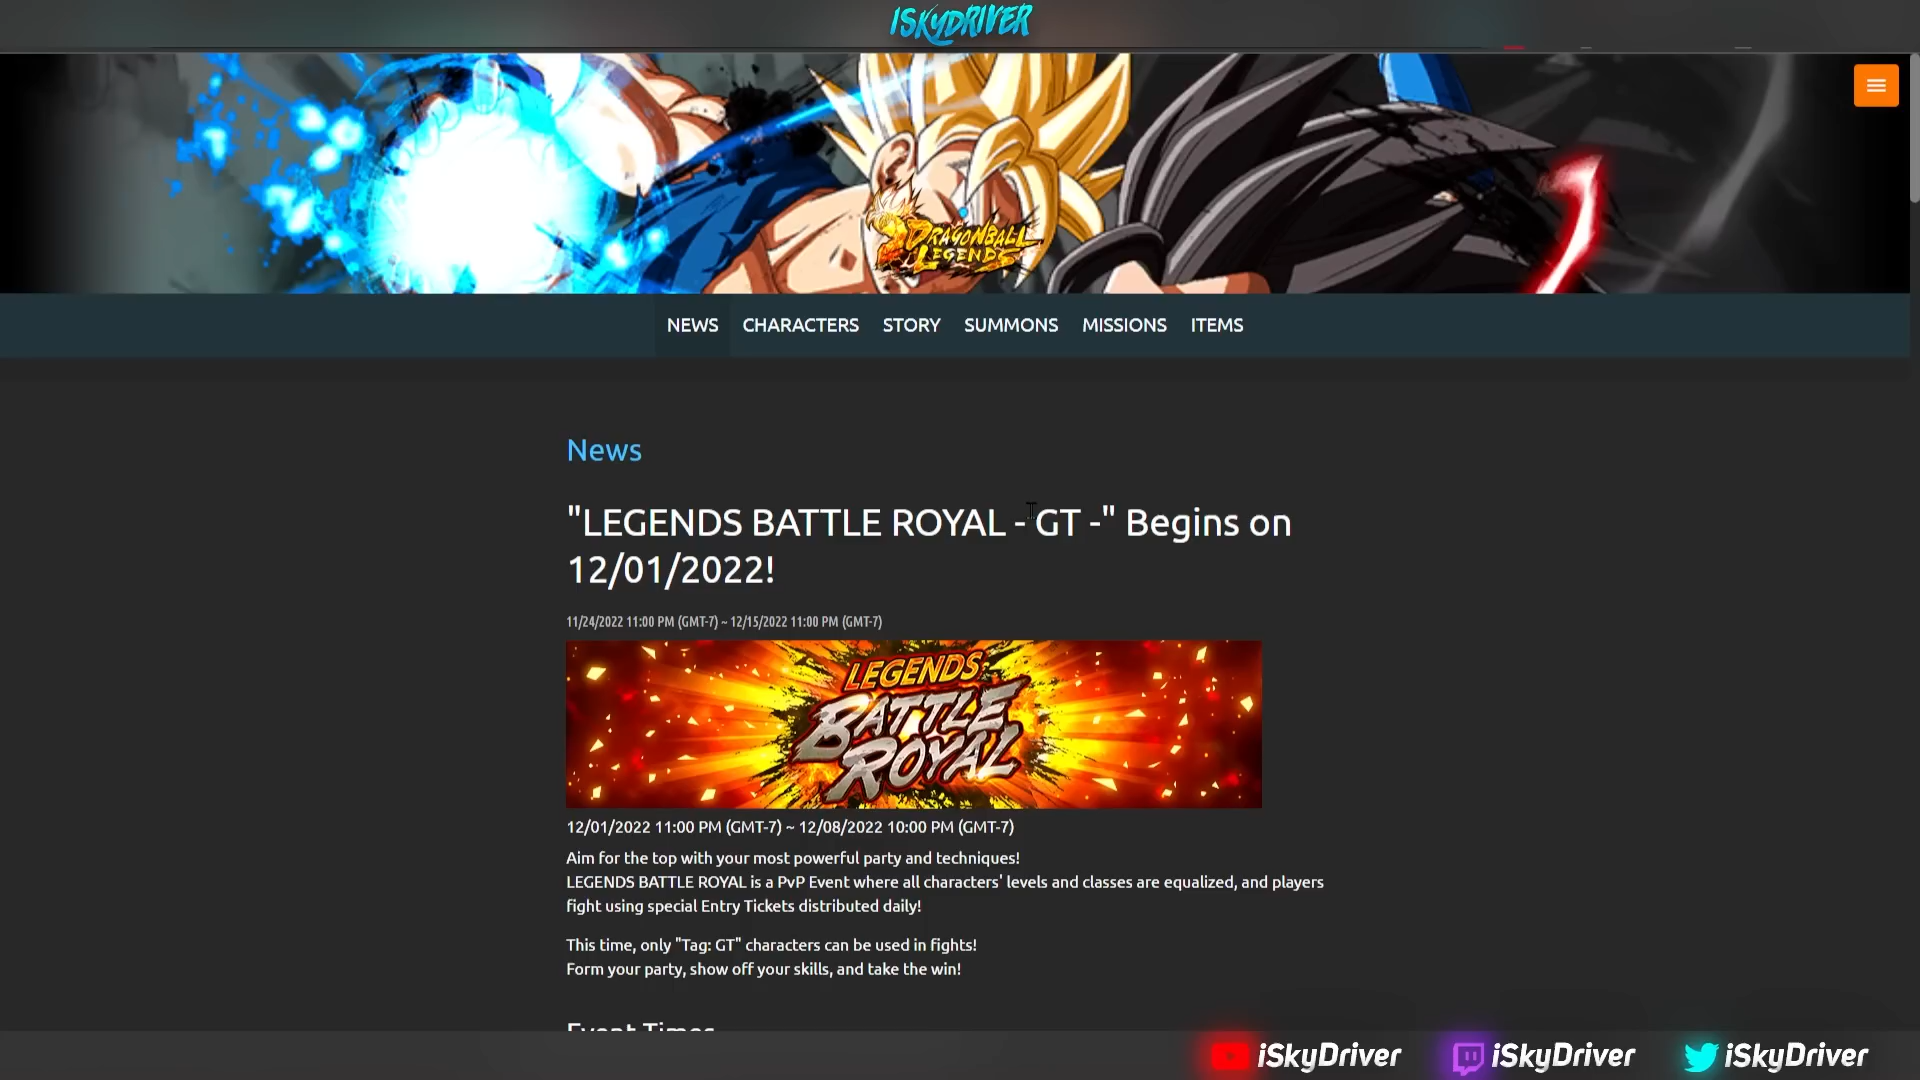 ISKYDRIVER
DRAGONBALL
LEGENDS
NEWS CHARACTERS STORY SUMMONS MISSIONS ITEMS
News
"LEGENDS BATTLE ROYAL - GT -" Begins on
12/01/2022!
11/24/2022 11:00 PM (GMT-7) ~ 12/15/2022 11:00 PM (GMT-7)
LEGENDS
BATTLE
ROYAL
12/01/2022 11:00 PM (GMT-7) ~ 12/08/2022 10:00 PM (GMT-7)
Aim for the top with your most powerful party and techniques!
LEGENDS BATTLE ROYAL is a PvP Event where all characters' levels and classes are equalized, and players
fight using special Entry Tickets distributed daily!
This time, only "Tag: GT" characters can be used in fights!
Form your party, show off your skills, and take the win!
Event Times
iSkyDriver iSkyDriver iSkyDriver